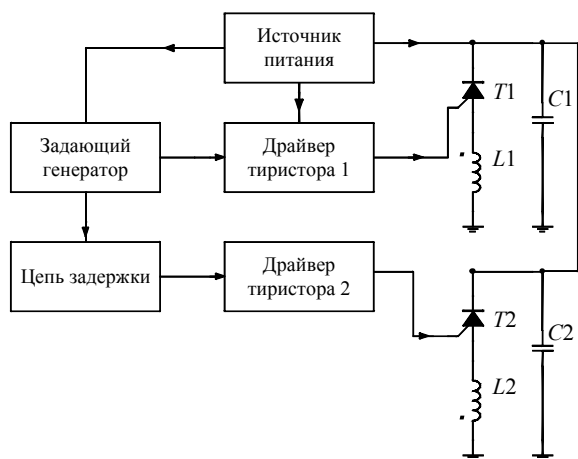 Источник
питания
T1
C1
Задающий
генератор
Драйвер
тиристора 1
L1
Цепь задержки
Драйвер
тиристора 2
T2
C2
L2